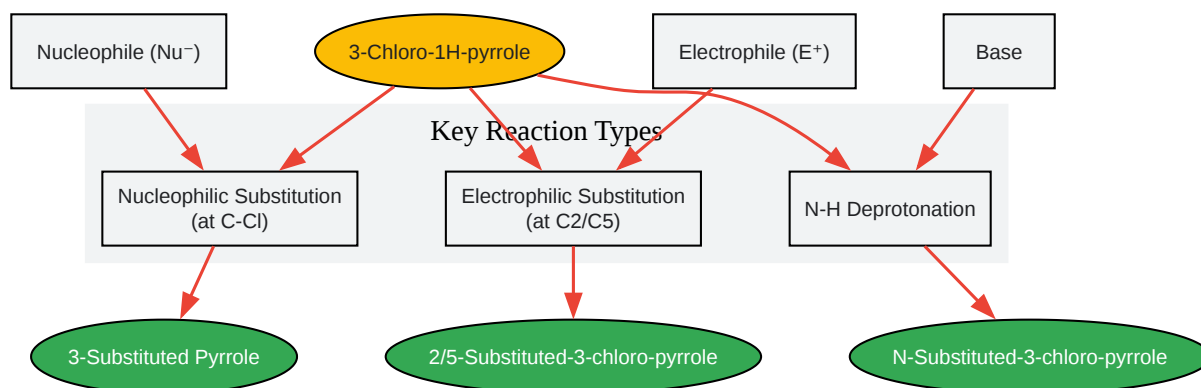 Nucleophile (Nu⁻)
3-Chloro-1H-pyrrole
Electrophile (E⁺)
Base
Key Reaction Types
Nucleophilic Substitution
(at C-Cl)
Electrophilic Substitution
(at C2/C5)
N-H Deprotonation
3-Substituted Pyrrole
2/5-Substituted-3-chloro-pyrrole
N-Substituted-3-chloro-pyrrole